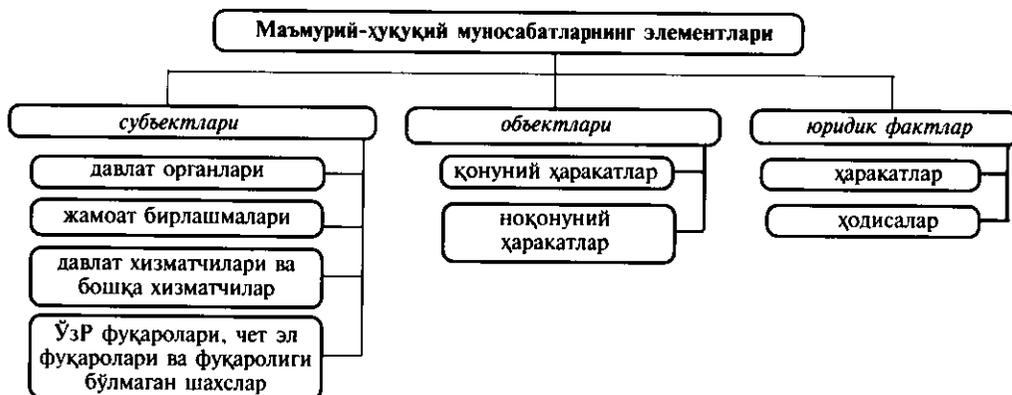 Маъмурий-ҳуқуқий муносабатларнинг элементлари
субъектлари
давлат органлари
жамоат бирлашмалари
давлат хизматчилари ва
бошқа хизматчилар
ЎзР фуқаролари, чет эл
фуқаролари ва фуқаролиги
бўлмаган шахслар
объектлари
қонуний ҳаракатлар
ноқонуний
ҳаракатлар
юридик фактлар
ҳаракатлар
ҳодисалар